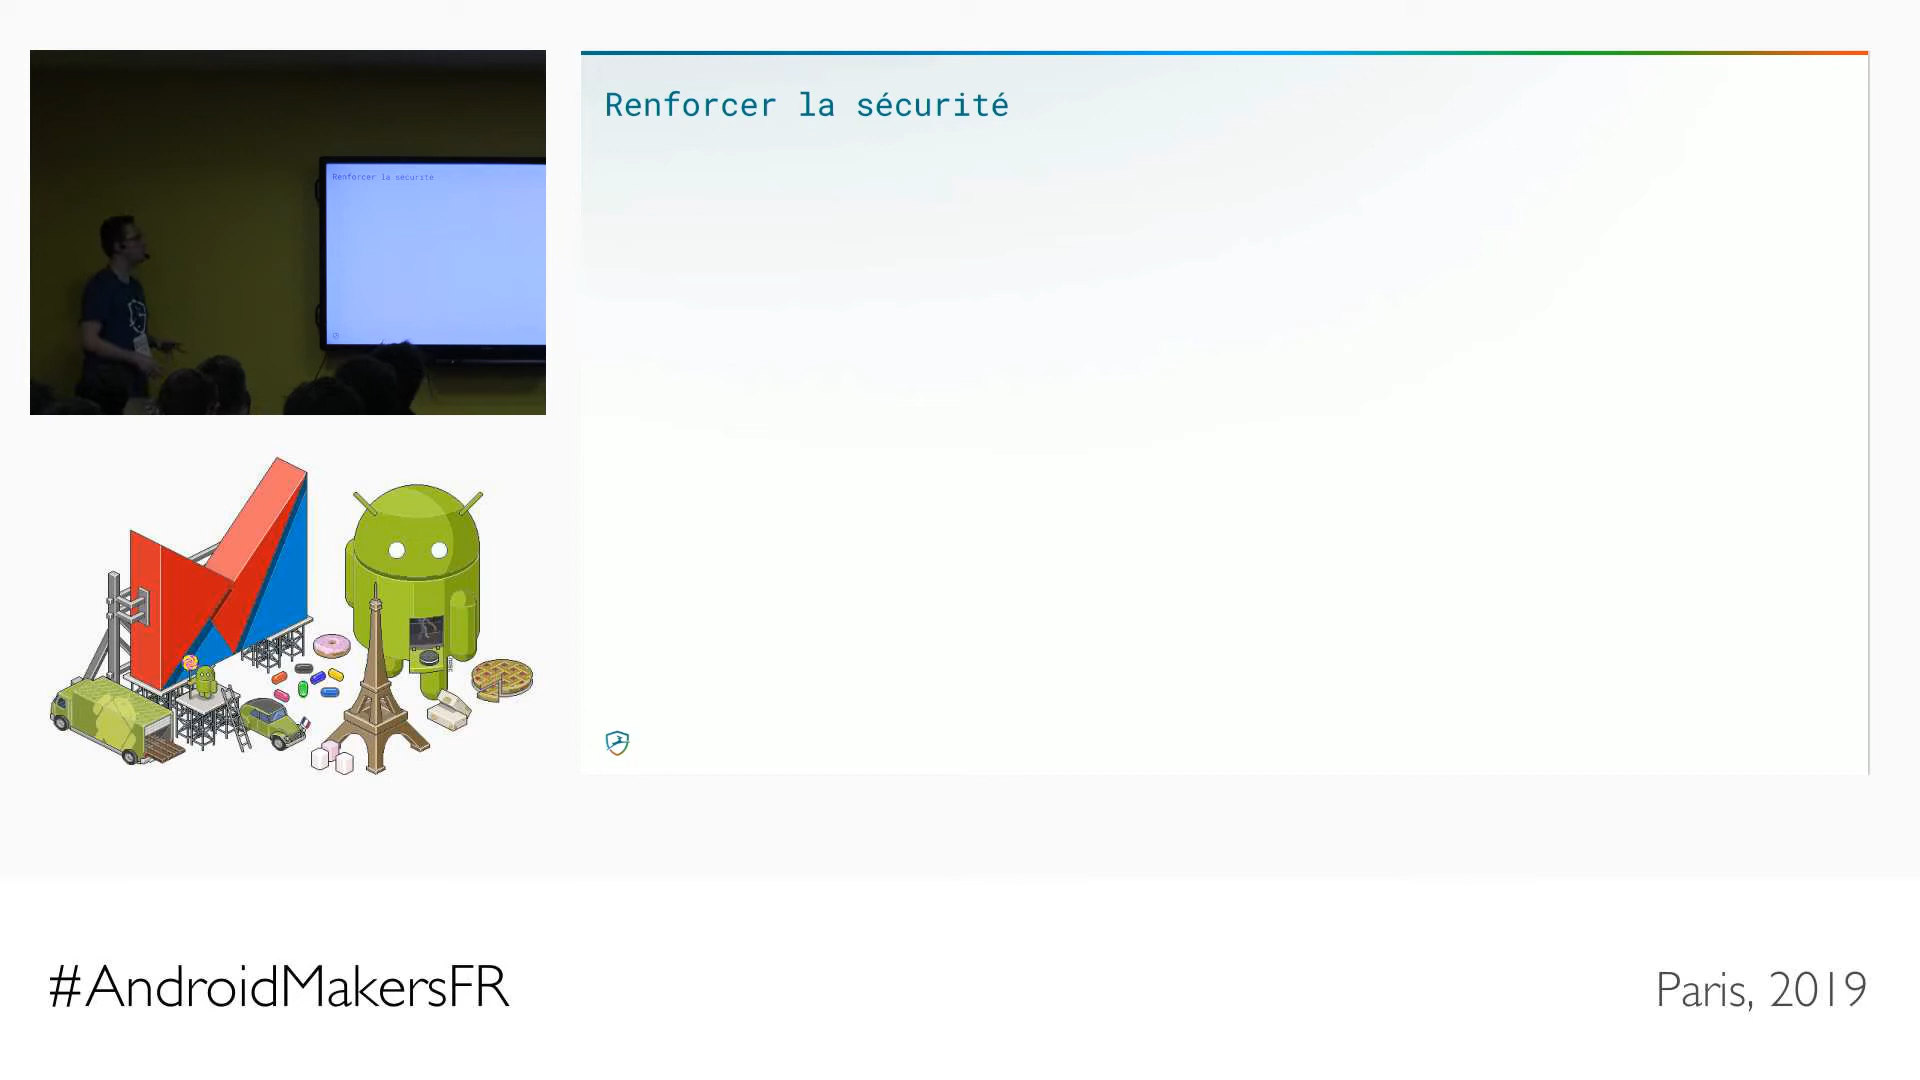 Renforcer la sécurité
Renforcer la sécurité
#AndroidMakersFR
Paris, 2019